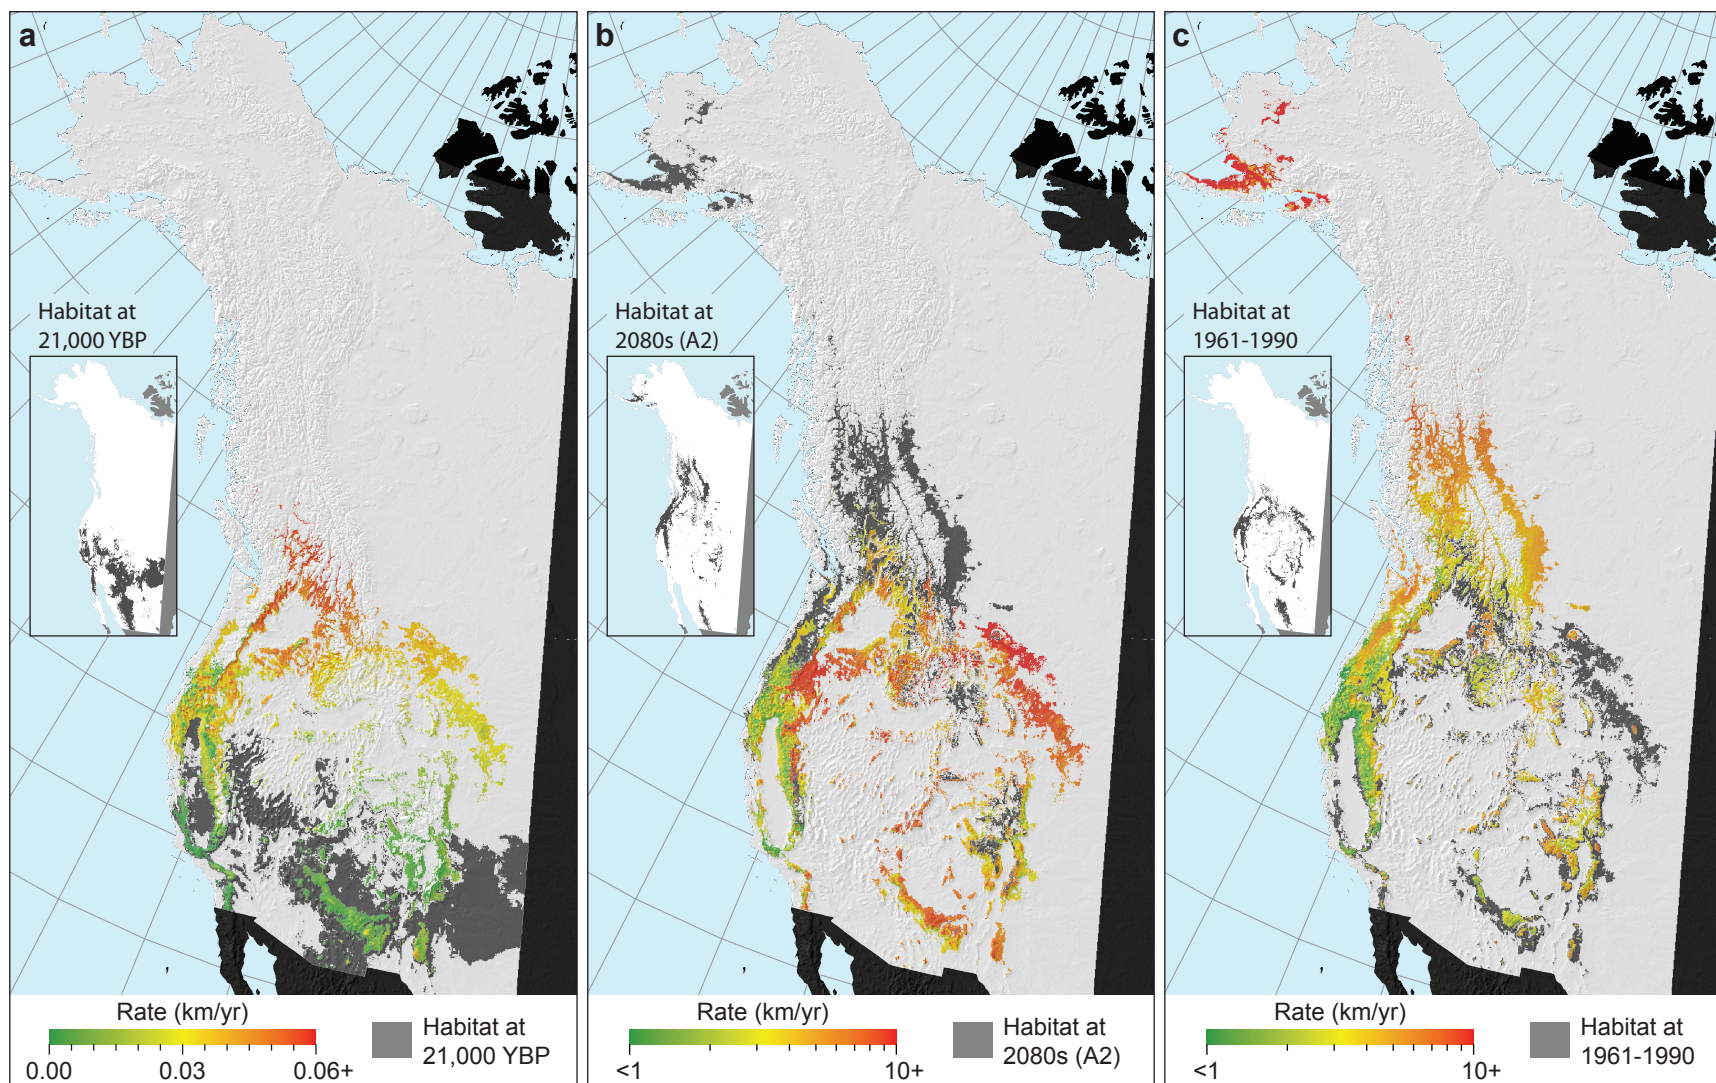 a
Habitat at
21,000 YBP
Rate (km/yr)
0.00 0.03 0.06+
Habitat at
21,000 YBP
b
Habitat at
2080s (A2)
Rate (km/yr)
<1 10+
Habitat at
2080s (A2)
c
Habitat at
1961-1990
Rate (km/yr)
<1 10+
Habitat at
1961-1990